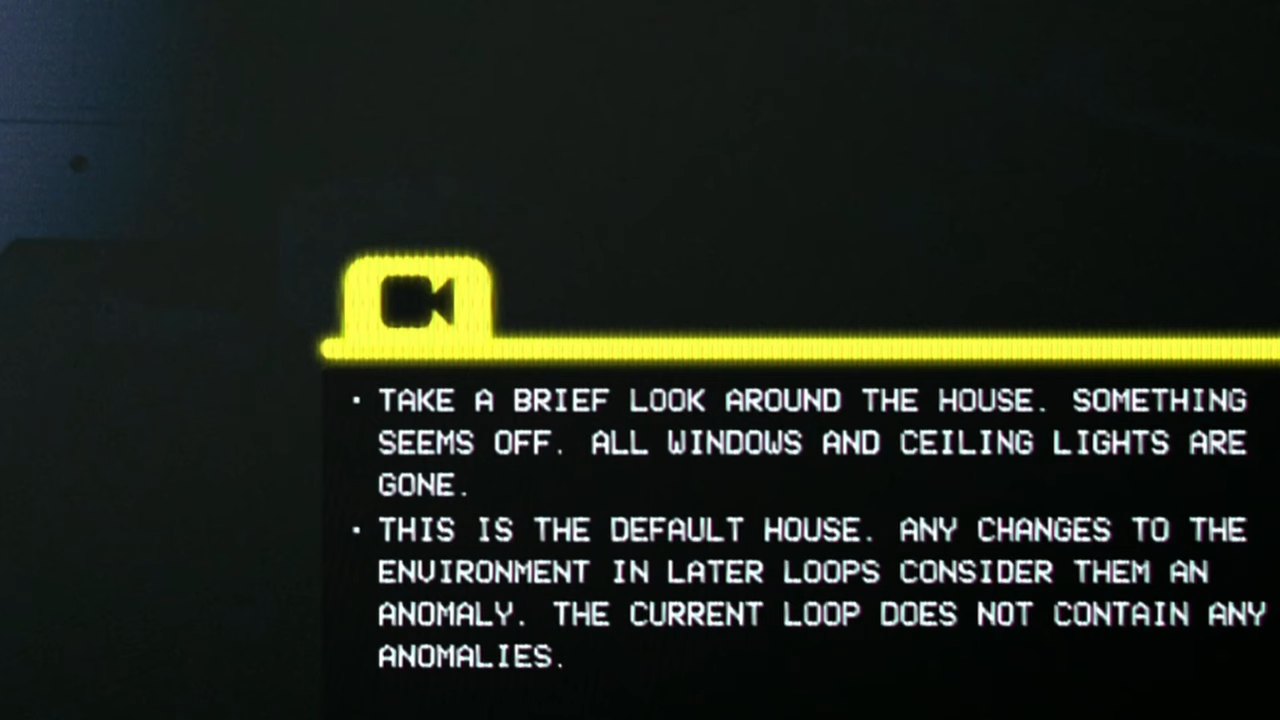 · TAKE A BRIEF LOOK AROUND THE HOUSE. SOMETHING
SEEMS OFF. ALL WINDOWS AND CEILING LIGHTS ARE
GONE.
· THIS IS THE DEFAULT HOUSE. ANY CHANGES TO THE
ENVIRONMENT IN LATER LOOPS CONSIDER THEM AN
ANOMALY. THE CURRENT LOOP DOES NOT CONTAIN ANY
ANOMALIES.